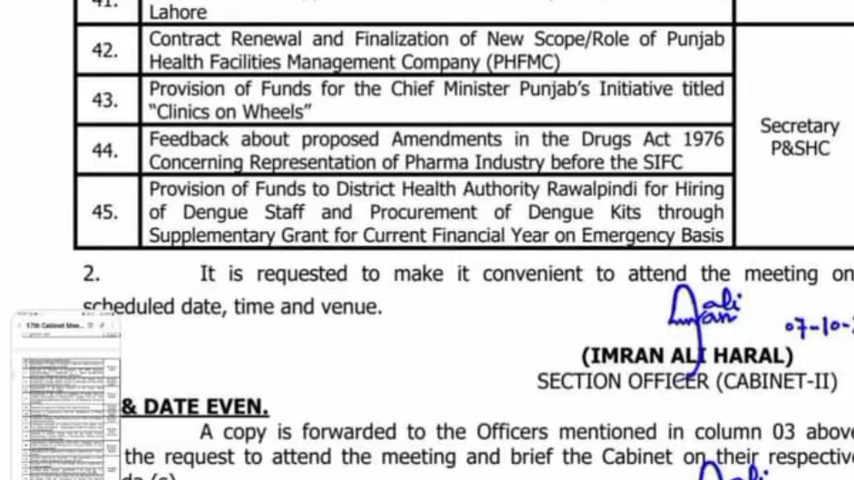 41.
Lahore
42. Contract Renewal and Finalization of New Scope/Role of Punjab
Health Facilities Management Company (PHFMC)
43. Provision of Funds for the Chief Minister Punjab's Initiative titled
"Clinics on Wheels"
44. Feedback about proposed Amendments in the Drugs Act 1976
Concerning Representation of Pharma Industry before the SIFC
45. Provision of Funds to District Health Authority Rawalpindi for Hiring
of Dengue Staff and Procurement of Dengue Kits through
Supplementary Grant for Current Financial Year on Emergency Basis
Secretary
P&SHC
2. It is requested to make it convenient to attend the meeting on
scheduled date, time and venue.
07-10-
(IMRAN ALI HARAL)
SECTION OFFICER (CABINET-II)
17th Cabinet Mee...
& DATE EVEN.
A copy is forwarded to the Officers mentioned in column 03 above
the request to attend the meeting and brief the Cabinet on their respective